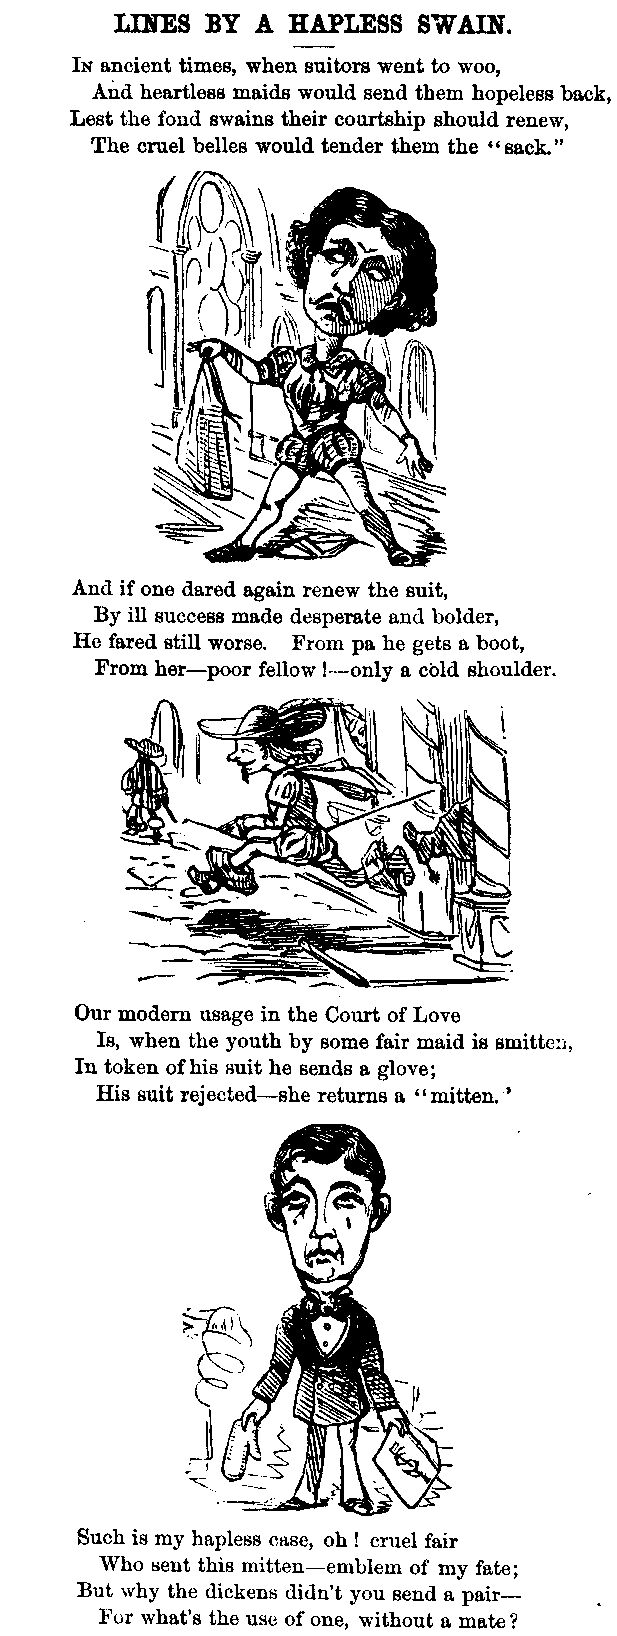 LINES BY A HAPLESS SWAIN.
IN ancient times, when suitors went to woo,
And heartless maids would send them hopeless back,
Lest the fond swains their courtship should renew,
The cruel belles would tender them the “sack.”
And if one dared again renew the suit,
By ill success made desperate and bolder,
He fared still worse. From pa he gets a boot,
From her—poor fellow!—only a cold shoulder.
Our modern usage in the Court of Love
Is, when the youth by some fair maid is smitten,
In token of his suit he sends a glove;
His suit rejected—she returns a “mitten.’
Such is my hapless case, oh! cruel fair
Who sent this mitten—emblem of my fate;
But why the dickens didn't you send a pair—
For what's the use of one, without a mate?